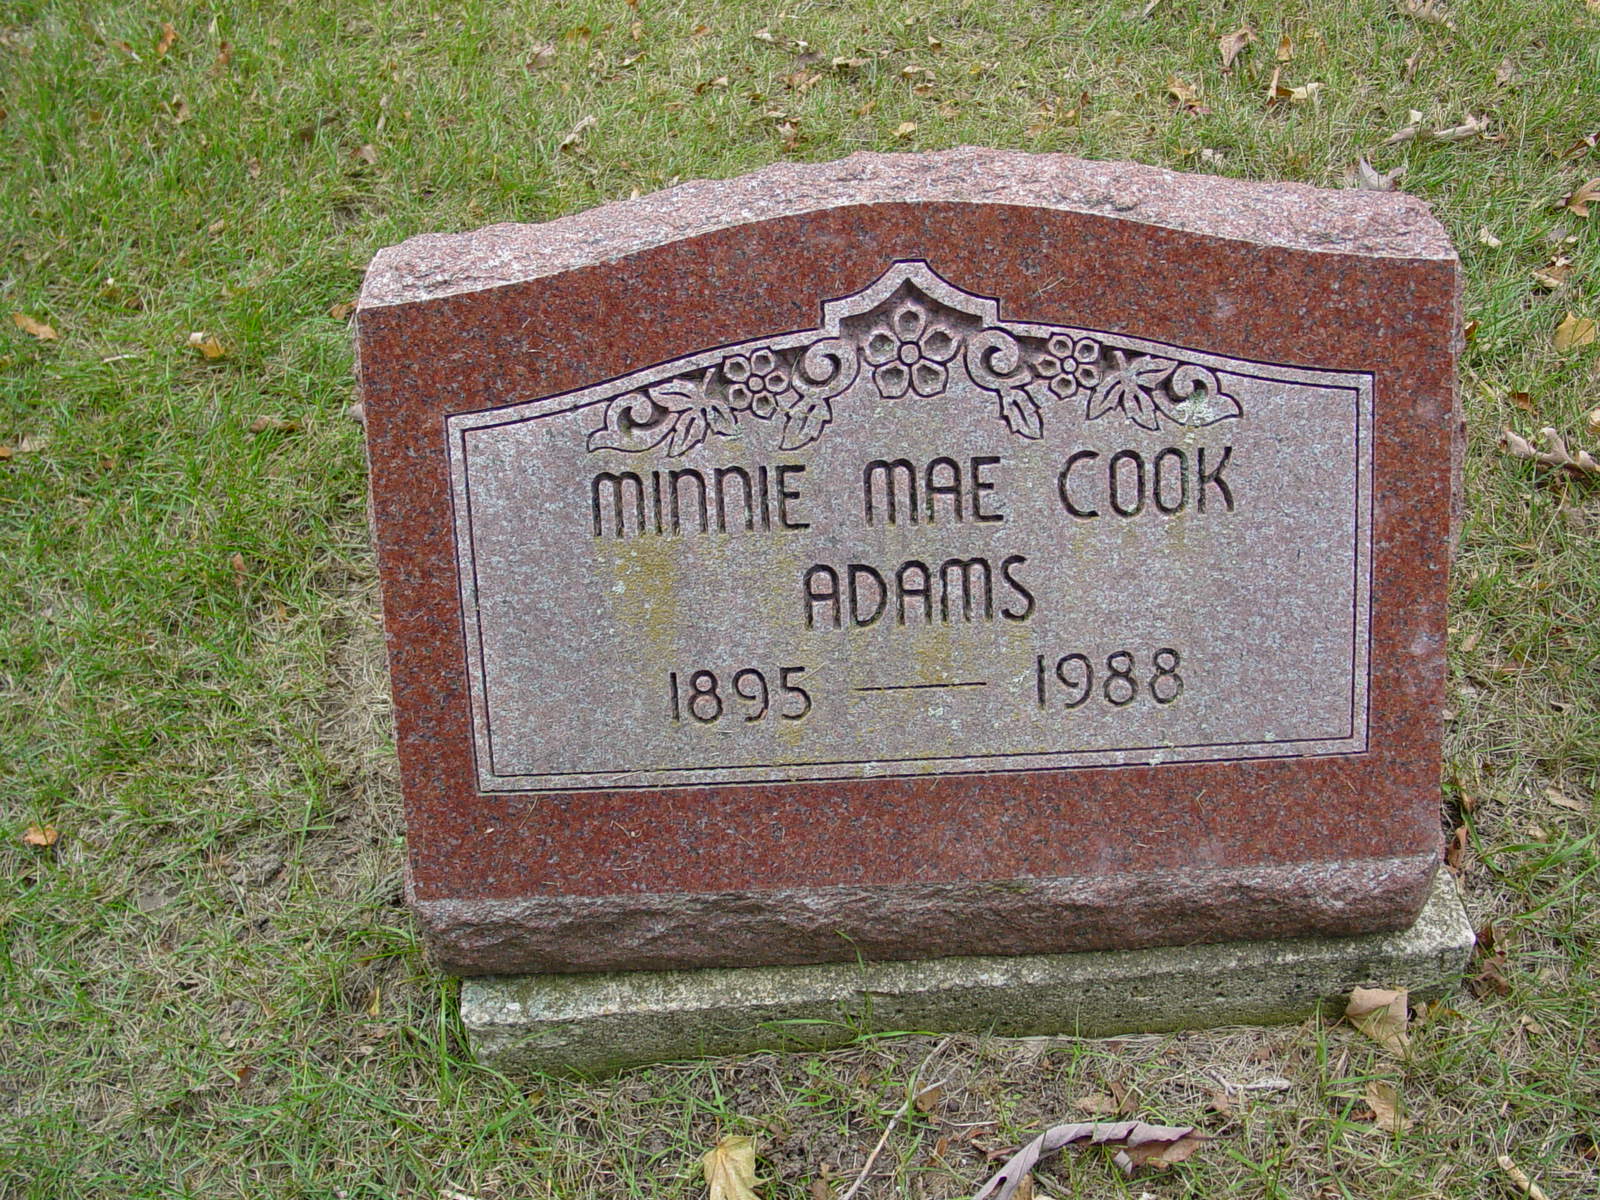 MINNIE MAE COOK
ADAMS
1895 — 1988